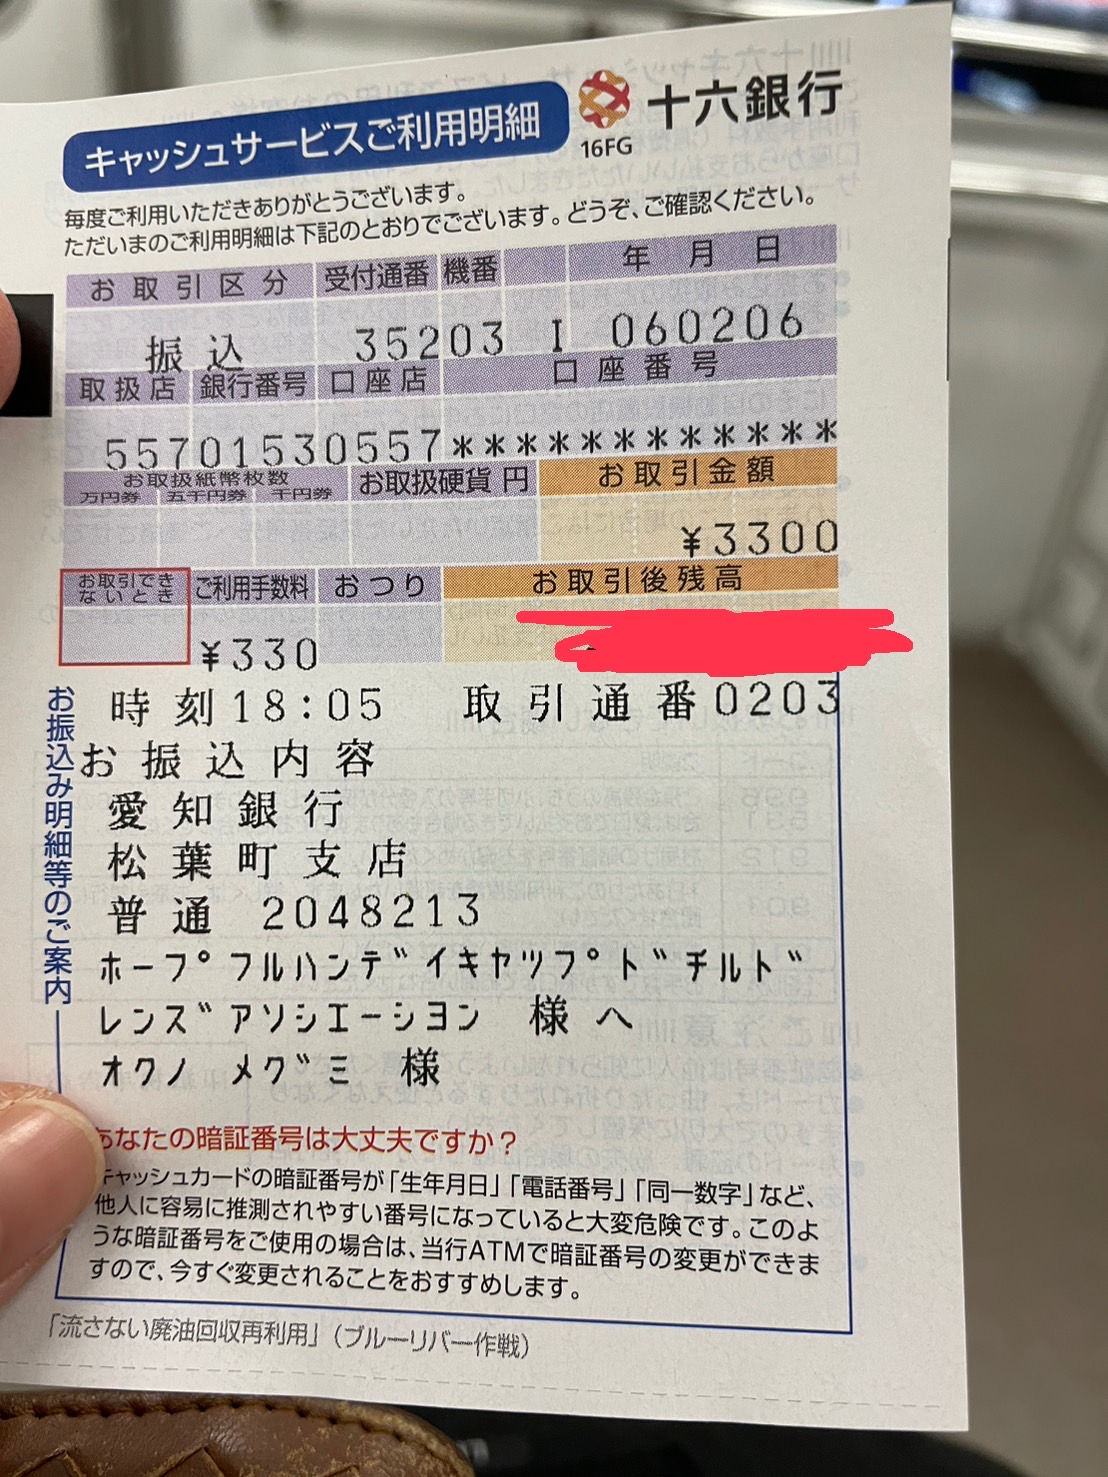 キャッシュサービスご利用明細
十六銀行
16FG
毎度ご利用いただきありがとうございます。
ただいまのご利用明細は下記のとおりでございます。どうぞ、ご確認ください。
お取引区分 受付通番 機番 年 月 日
振込 35203 I 060206
取扱店 銀行番号 口座店 口座番号
55701530557************
お取扱紙幣枚数 お取扱硬貨 円 お取引金額
万円券 五千円券 千円券
¥3300
お取引できないとき ご利用手数料 おつり お取引後残高
¥330
時刻18:05 取引通番0203
お振込み明細等のご案内
お振込内容
愛知銀行
松葉町支店
普通 2048213
ホープフルハンデイキヤツプドチルド
レンズアソシエーシヨン 様へ
オクノ メグミ 様
あなたの暗証番号は大丈夫ですか?
キャッシュカードの暗証番号が「生年月日」「電話番号」「同一数字」など、
他人に容易に推測されやすい番号になっていると大変危険です。このよ
うな暗証番号をご使用の場合は、当行ATMで暗証番号の変更ができま
すので、今すぐ変更されることをおすすめします。
「流さない廃油回収再利用」(ブルーリバー作戦)